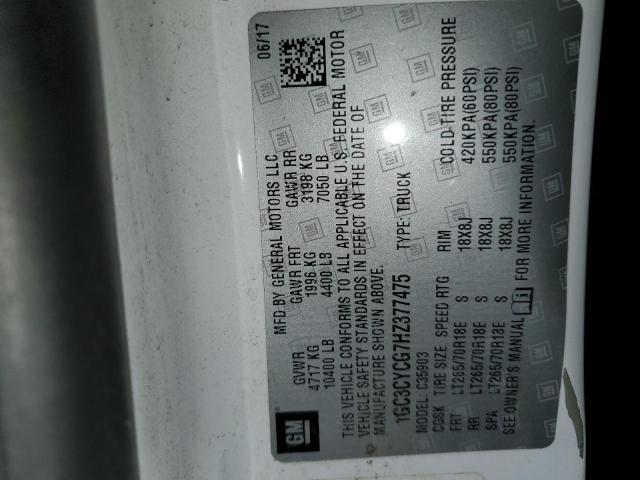 GM
MFD BY GENERAL MOTORS LLC 06/17
GVWR GAWR FRT GAWR RR
4717 KG 1996 KG 3198 KG
10400 LB 4400 LB 7050 LB
THIS VEHICLE CONFORMS TO ALL APPLICABLE U.S. FEDERAL MOTOR
VEHICLE SAFETY STANDARDS IN EFFECT ON THE DATE OF
MANUFACTURE SHOWN ABOVE.
1GC3CYCG7HZ377475 TYPE: TRUCK
MODEL: C35903
CGSK TIRE SIZE SPEED RTG RIM COLD TIRE PRESSURE
FRT LT265/70R18E S 18X8J 420KPA(60PSI)
RR LT265/70R18E S 18X8J 550KPA(80PSI)
SPA LT265/70R18E S 18X8J 550KPA(80PSI)
SEE OWNER'S MANUAL i FOR MORE INFORMATION.